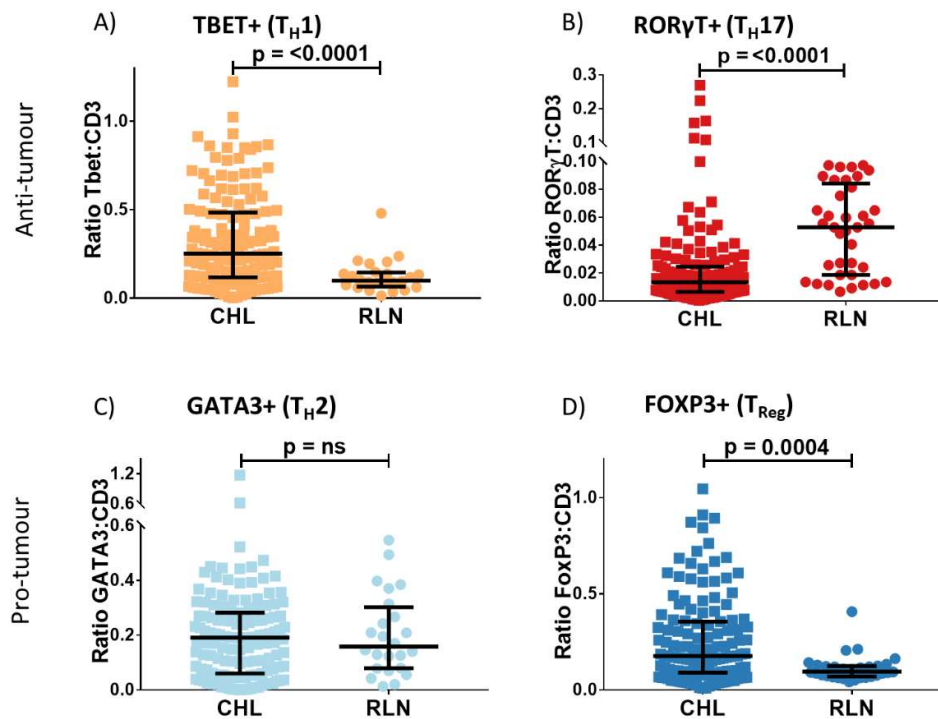 A)
TBET+ (TH1)
p = <0.0001
Anti-tumour
Ratio Tbet:CD3
1.0
0.5
0.0
CHL RLN
B)
RORγT+ (TH17)
p = <0.0001
Ratio RORγT:CD3
0.3
0.2
0.1
0.10
0.08
0.06
0.04
0.02
0.00
CHL RLN
C)
GATA3+ (TH2)
p = ns
Pro-tumour
Ratio GATA3:CD3
1.2
0.6
0.6
0.4
0.2
0.0
CHL RLN
D)
FOXP3+ (TReg)
p = 0.0004
Ratio FoxP3:CD3
1.0
0.5
0.0
CHL RLN